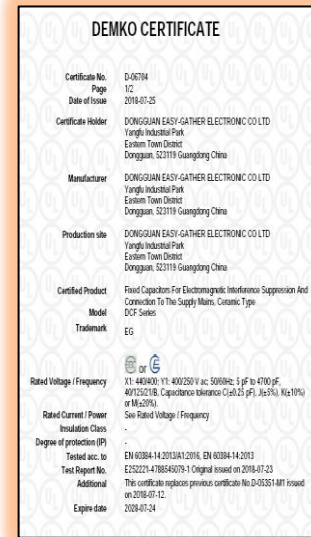 DEMKO CERTIFICATE
Certificate No. D-06704
Page 1/2
Date of Issue 2018-07-25
Certificate Holder DONGGUAN EASY-GATHER ELECTRONIC CO LTD
Yangfu Industrial Park
Eastern Town District
Dongguan, 523119 Guangdong China
Manufacturer DONGGUAN EASY-GATHER ELECTRONIC CO LTD
Yangfu Industrial Park
Eastern Town District
Dongguan, 523119 Guangdong China
Production site DONGGUAN EASY-GATHER ELECTRONIC CO LTD
Yangfu Industrial Park
Eastern Town District
Dongguan, 523119 Guangdong China
Certified Product Fixed Capacitors For Electromagnetic Interference Suppression And
Connection To The Supply Mains, Ceramic Type
Model DCF Series
Trademark EG
or
Rated Voltage / Frequency X1: 440/400; Y1: 400/250 V ac; 50/60Hz; 5 pF to 4700 pF,
40/125/21/B, Capacitance tolerance C(±0.25 pF), J(±5%), K(±10%)
or M(±20%).
Rated Current / Power See Rated Voltage / Frequency
Insulation Class -
Degree of protection (IP) -
Tested acc. to EN 60384-14:2013/A1:2016, EN 60384-14:2013
Test Report No. E252221-4788545079-1 Original issued on 2018-07-23
Additional This certificate replaces previous certificate No.D-05351-M1 issued
on 2018-07-12.
Expire date 2028-07-24